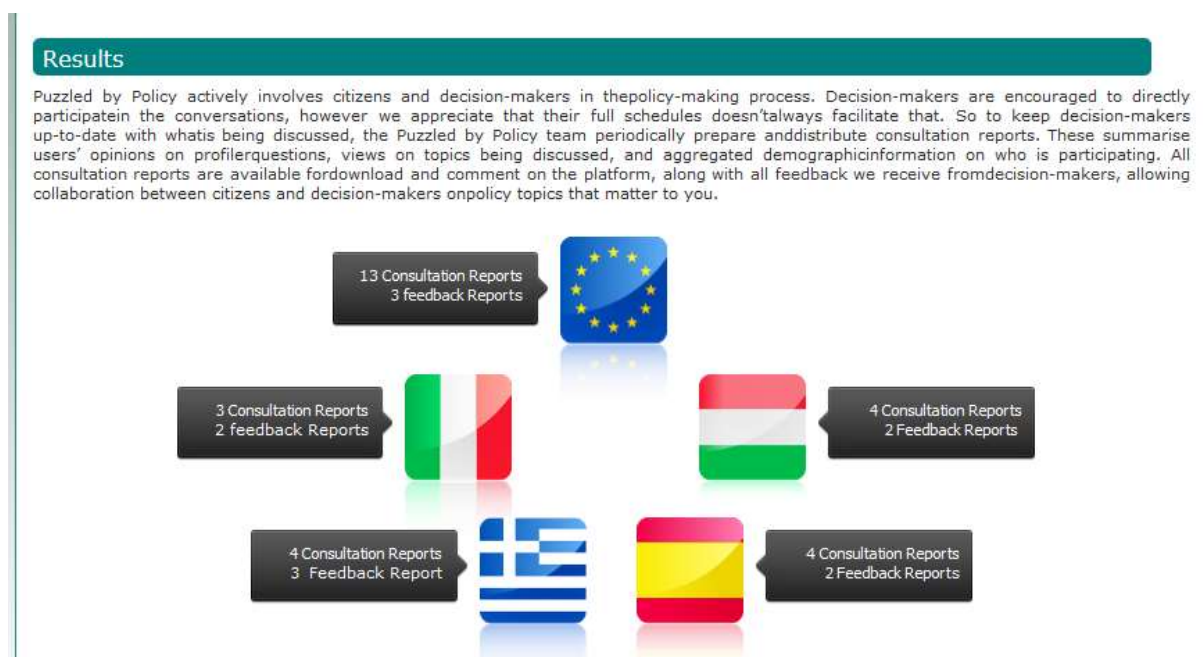 Results
Puzzled by Policy actively involves citizens and decision-makers in thepolicy-making process. Decision-makers are encouraged to directly
participatein the conversations, however we appreciate that their full schedules doesn'talways facilitate that. So to keep decision-makers
up-to-date with whatis being discussed, the Puzzled by Policy team periodically prepare anddistribute consultation reports. These summarise
users' opinions on profilerquestions, views on topics being discussed, and aggregated demographicinformation on who is participating. All
consultation reports are available fordownload and comment on the platform, along with all feedback we receive fromdecision-makers, allowing
collaboration between citizens and decision-makers onpolicy topics that matter to you.
13 Consultation Reports
3 feedback Reports
3 Consultation Reports
2 feedback Reports
4 Consultation Reports
2 Feedback Reports
4 Consultation Reports
3 Feedback Report
4 Consultation Reports
2 Feedback Reports